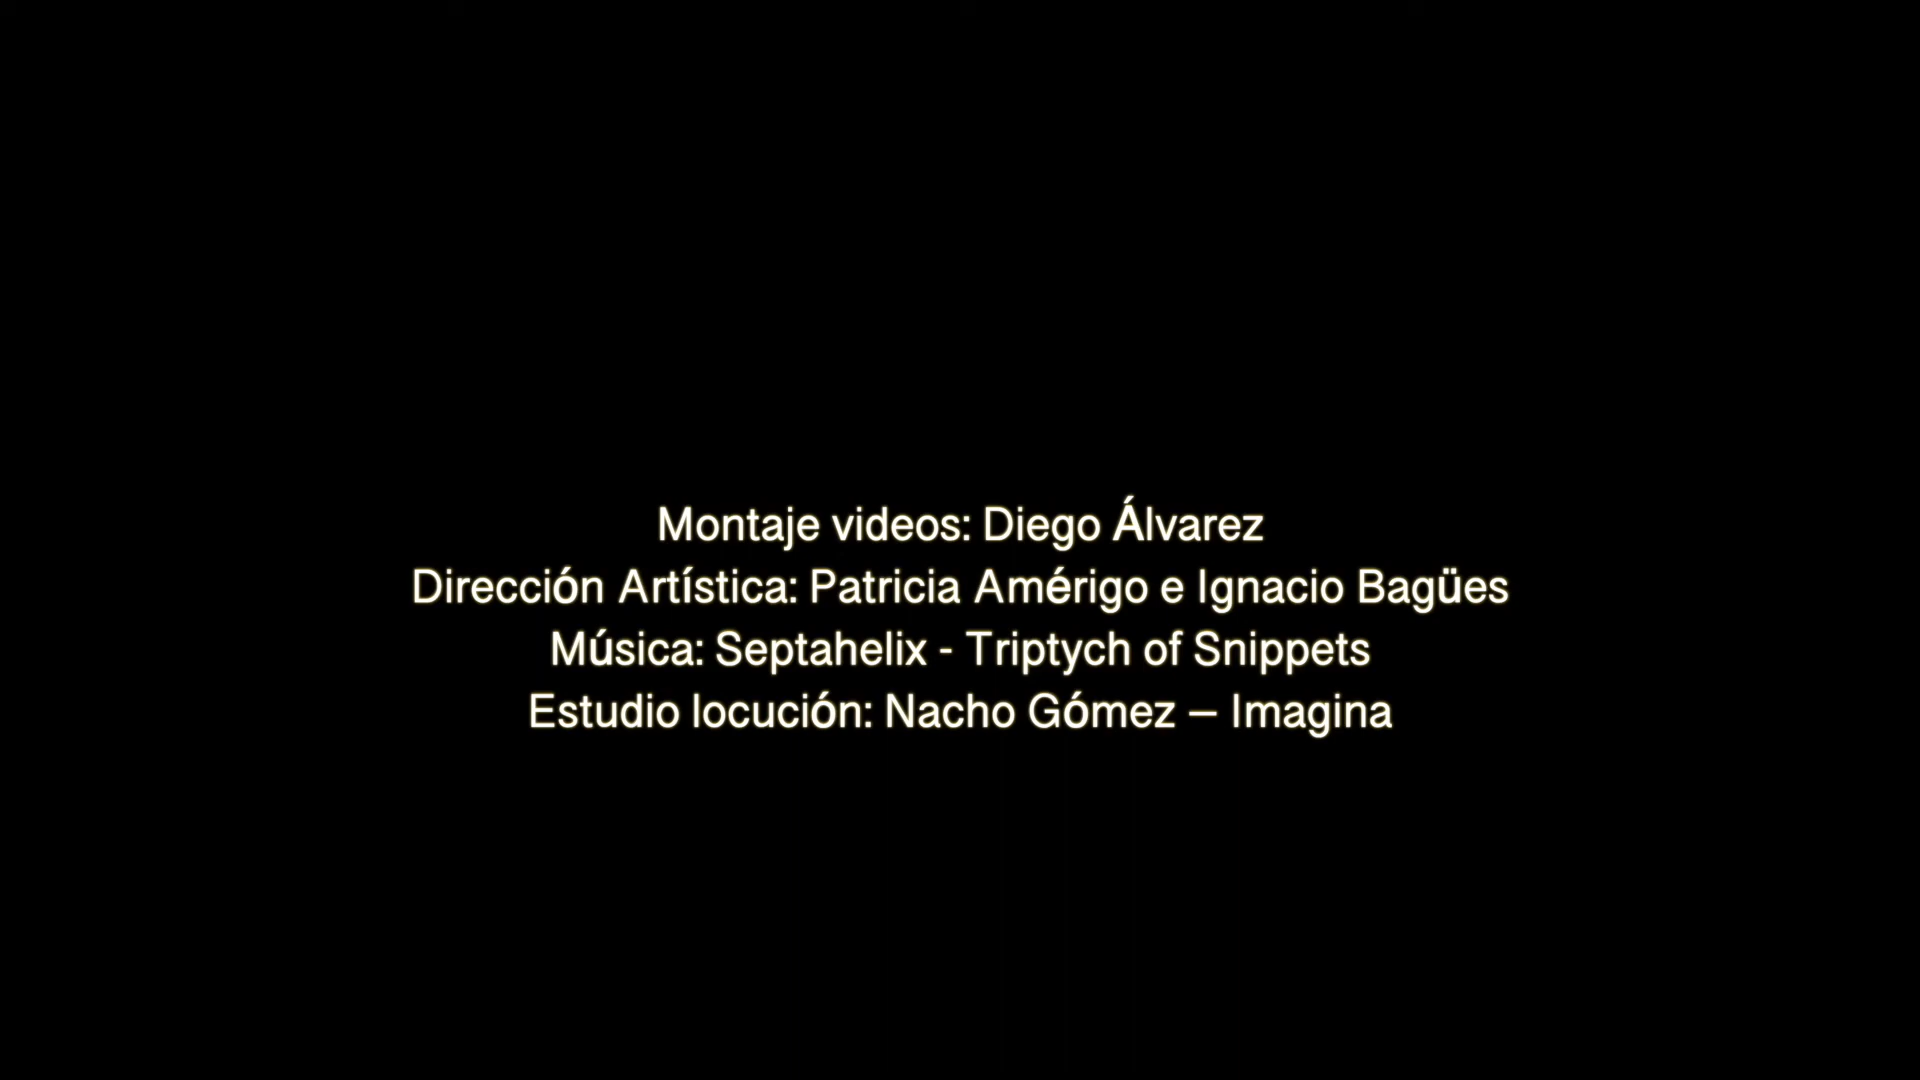 Montaje videos: Diego Álvarez
Dirección Artística: Patricia Amérigo e Ignacio Bagües
Música: Septahelix - Triptych of Snippets
Estudio locución: Nacho Gómez – Imagina